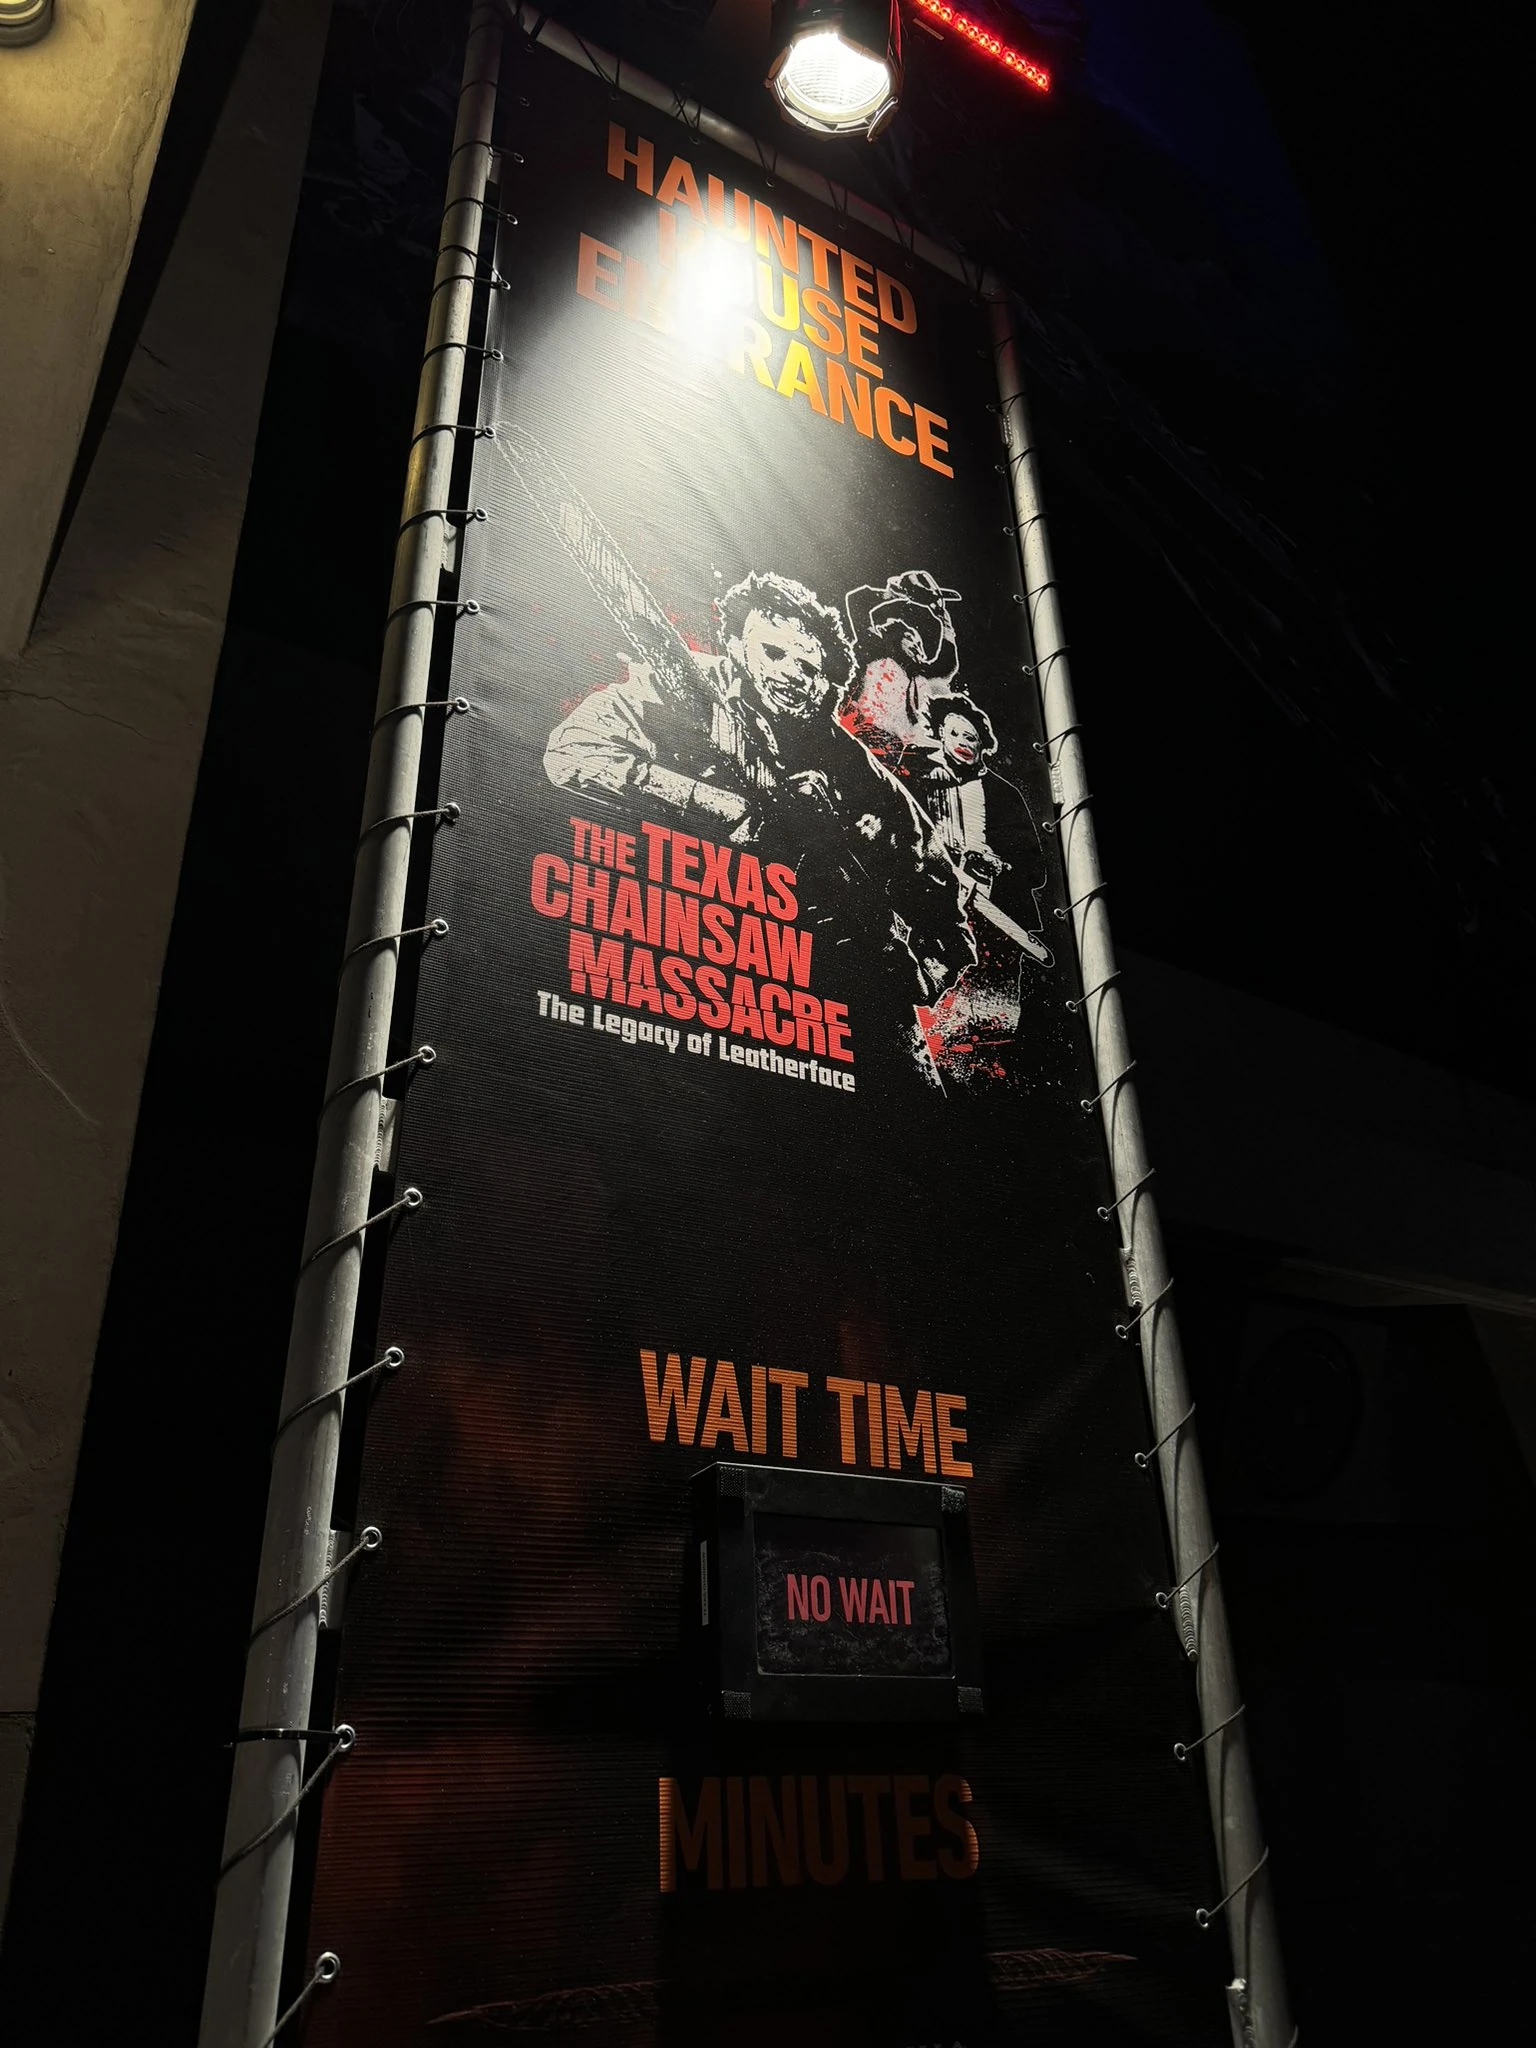 HAUNTED
HOUSE
ENTRANCE
THE TEXAS
CHAINSAW
MASSACRE
The Legacy of Leatherface
WAIT TIME
NO WAIT
MINUTES